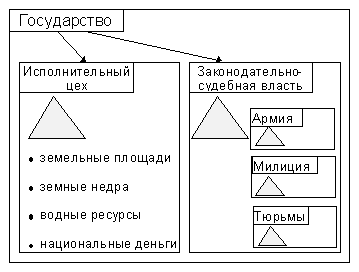 Государство
Исполнительный
цех
• земельные площади
• земные недра
• водные ресурсы
• национальные деньги
Законодательно-
судебная власть
Армия
Милиция
Тюрьмы